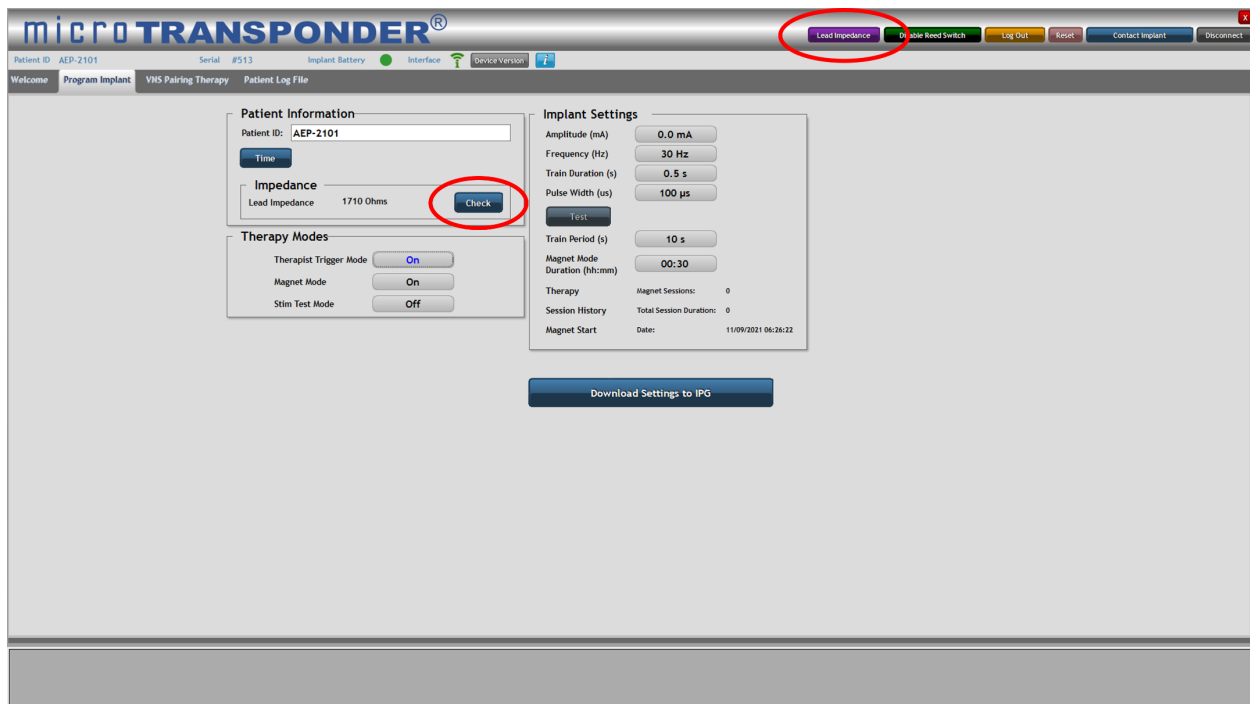 microTRANSPONDER®
X
Lead Impedance Disable Reed Switch Log Out Reset Contact Implant Disconnect
Patient ID AEP-2101 Serial #513 Implant Battery Interface Device Version i
Welcome Program Implant VNS Pairing Therapy Patient Log File
Patient Information
Patient ID: AEP-2101
Time
Impedance
Lead Impedance 1710 Ohms Check
Therapy Modes
Therapist Trigger Mode On
Magnet Mode On
Stim Test Mode Off
Implant Settings
Amplitude (mA) 0.0 mA
Frequency (Hz) 30 Hz
Train Duration (s) 0.5 s
Pulse Width (us) 100 µs
Test
Train Period (s) 10 s
Magnet Mode
Duration (hh:mm) 00:30
Therapy Magnet Sessions: 0
Session History Total Session Duration: 0
Magnet Start Date: 11/09/2021 06:26:22
Download Settings to IPG